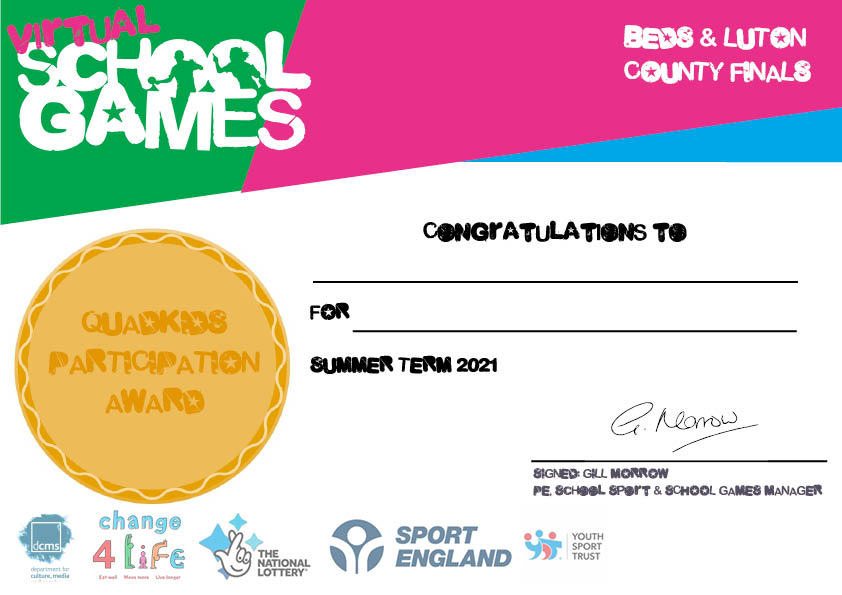 VIRTUAL
SCHOOL
GAMES
BEDS & LUTON
COUNTY FINALS
CONGRATULATIONS TO
FOR
SUMMER TERM 2021
QUADKIDS
PARTICIPATION
AWARD
G. Morrow
SIGNED: GILL MORROW
PE, SCHOOL SPORT & SCHOOL GAMES MANAGER
dcms
department for
culture, media
change
4 life
Eat well Move more Live longer
THE
NATIONAL
LOTTERY®
SPORT
ENGLAND
YOUTH
SPORT
TRUST